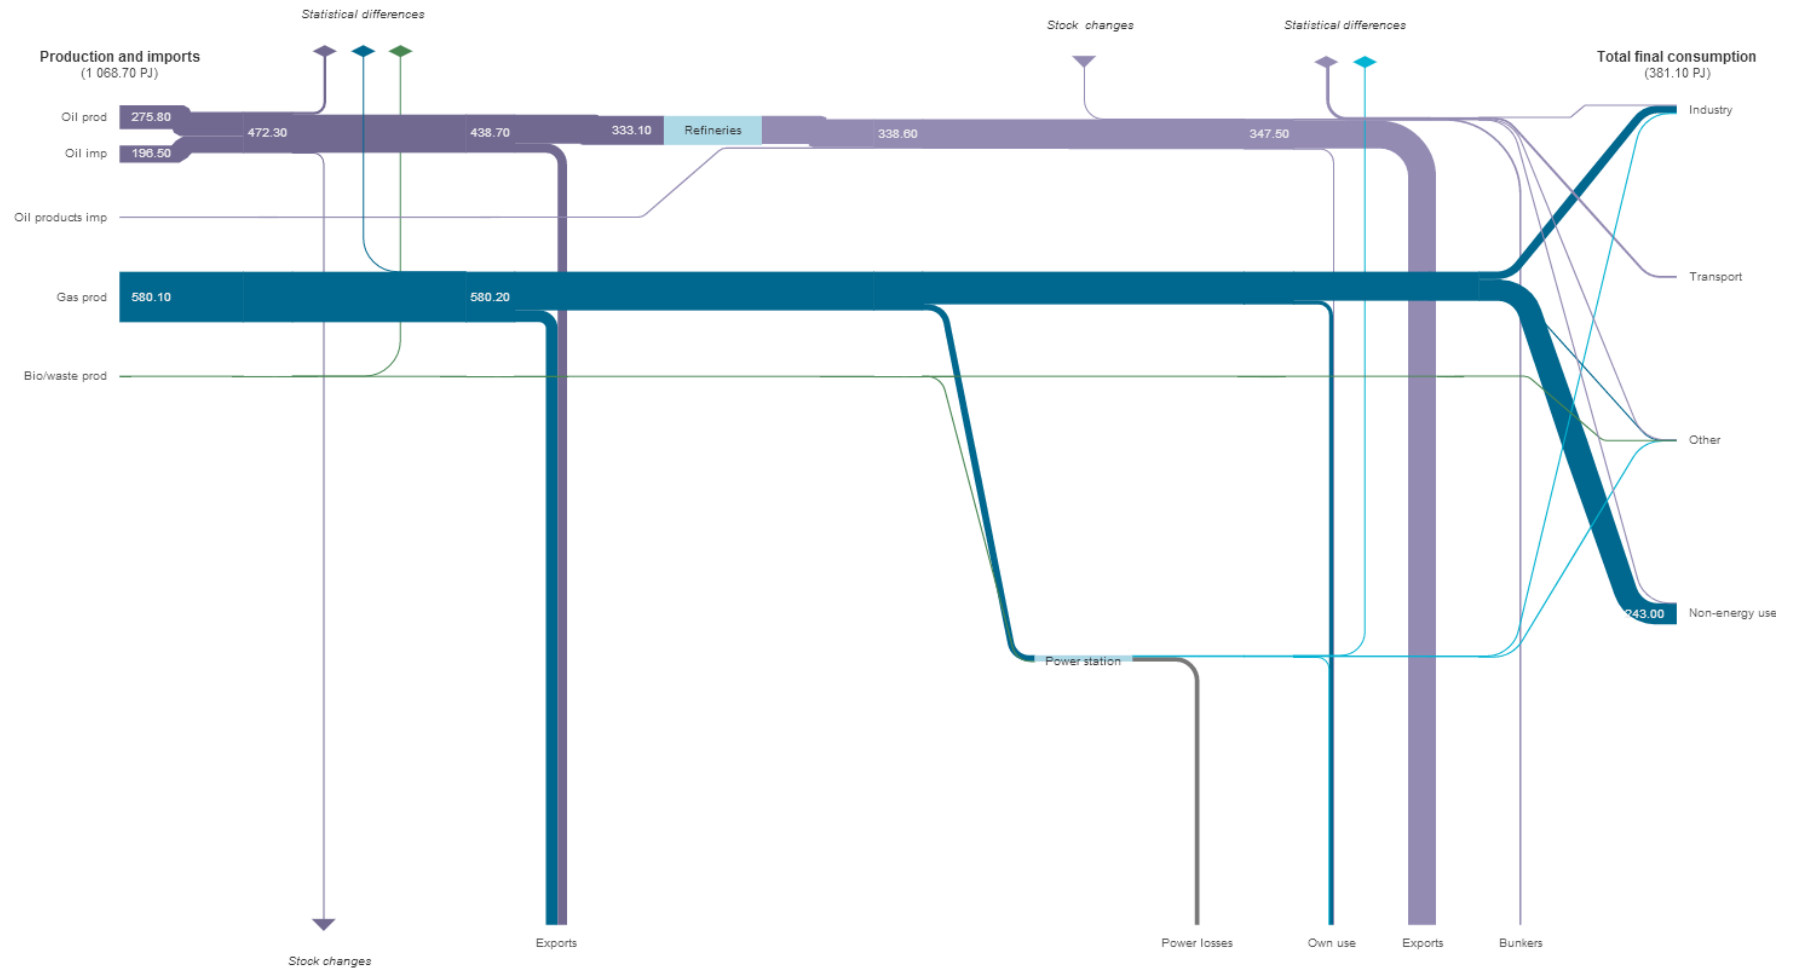 Statistical differences
Stock  changes
Statistical differences
Production and imports
(1 068.70 PJ)
Total final consumption
(381.10 PJ)
Oil prod
275.80
472.30
438.70
333.10
Refineries
338.60
347.50
Industry
Oil imp
196.50
Oil products imp
Transport
Gas prod
580.10
580.20
Bio/waste prod
Other
243.00
Non-energy use
Power station
Exports
Power losses
Own use
Exports
Bunkers
Stock changes